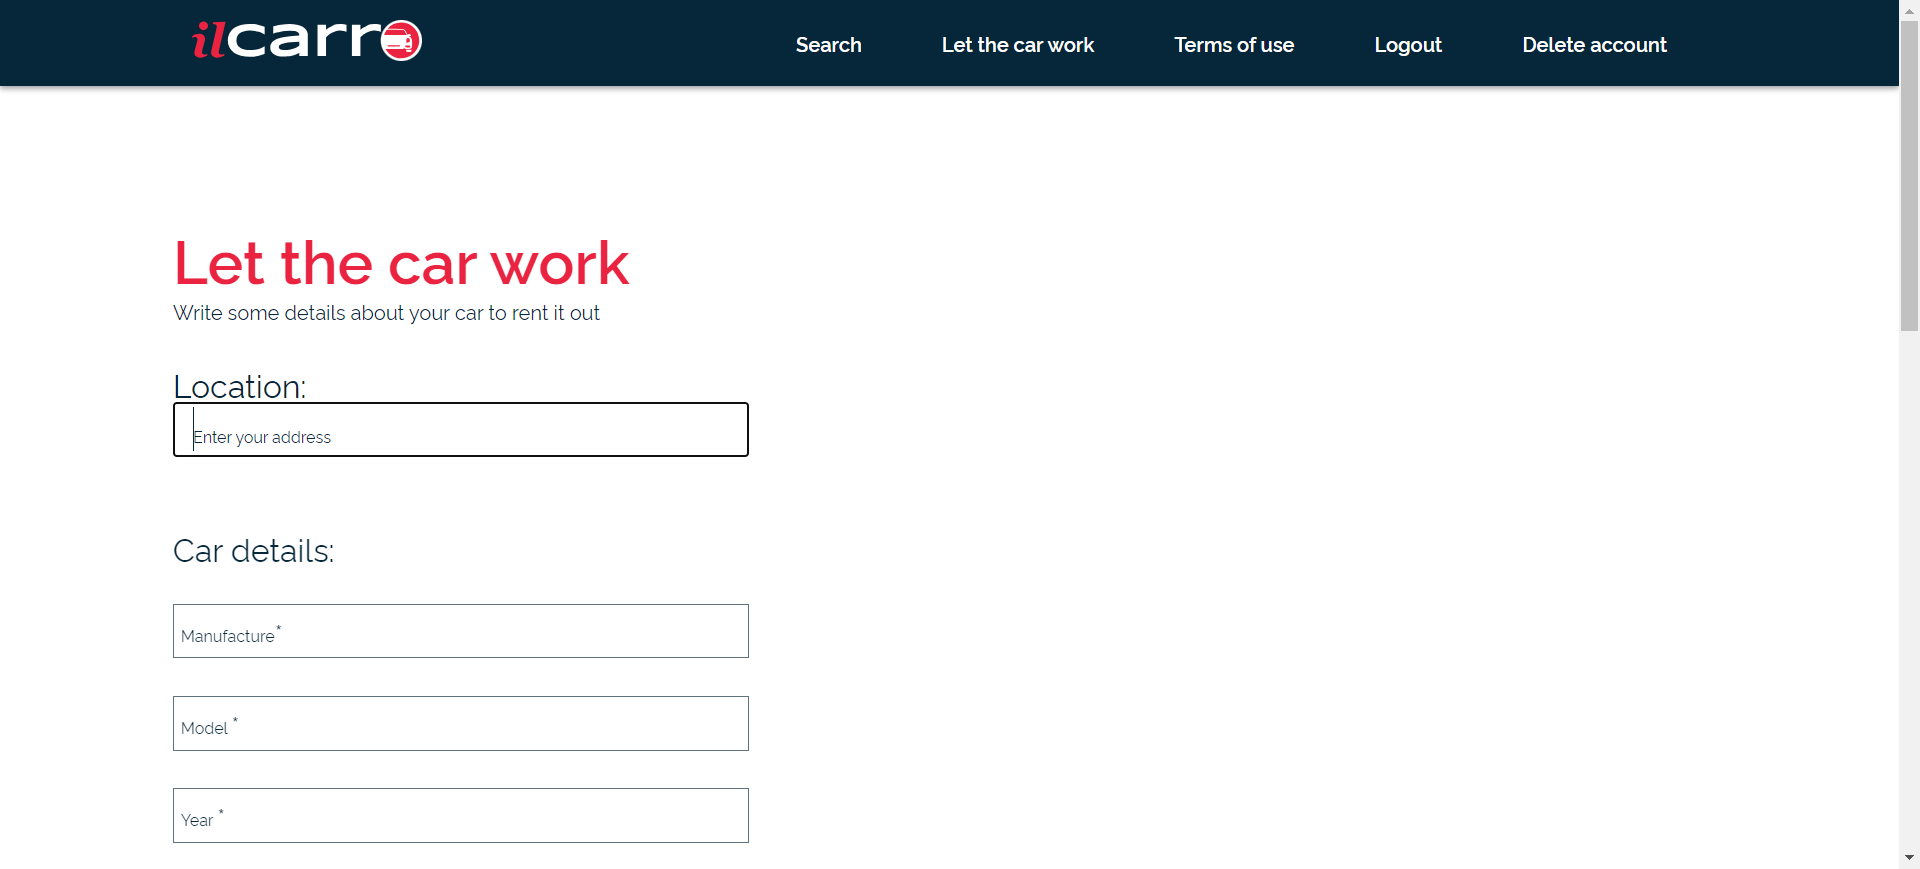 ilcarro
Search
Let the car work
Terms of use
Logout
Delete account
Let the car work
Write some details about your car to rent it out
Location:
Enter your address
Car details:
Manufacture*
Model *
Year *